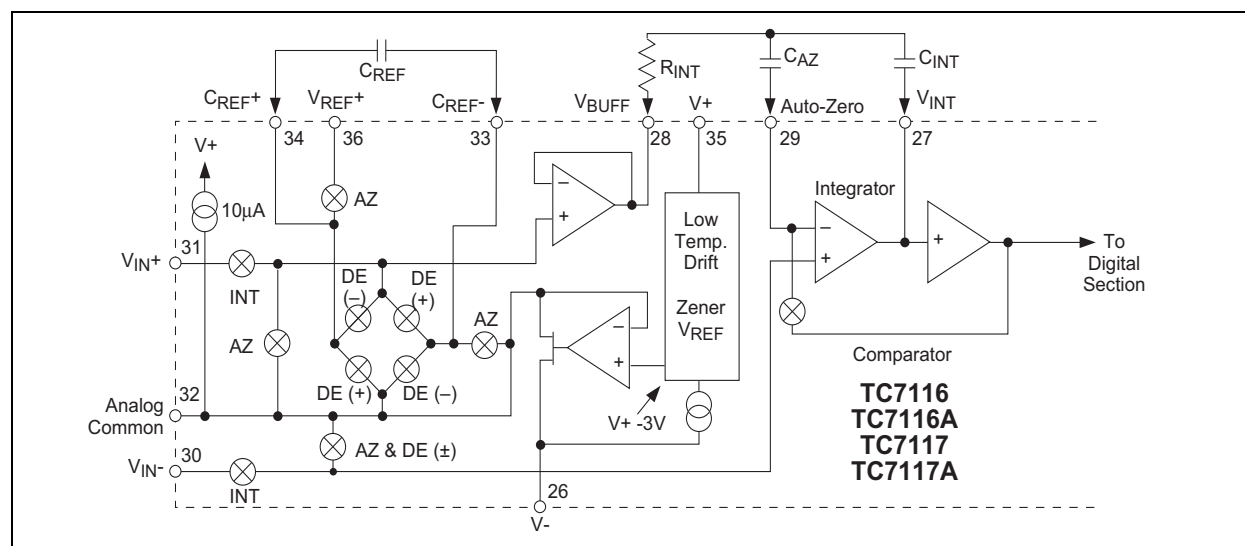 CREF
RINT
CAZ
CINT
CREF+
VREF+
CREF-
VBUFF
V+
Auto-Zero
VINT
34
36
33
28
35
29
27
V+
10µA
AZ
Integrator
Low
Temp.
Drift
Zener
VREF
To
Digital
Section
31
VIN+
INT
DE
(–)
DE
(+)
AZ
AZ
DE (+)
DE (–)
Comparator
32
Analog
Common
V+ -3V
TC7116
TC7116A
TC7117
TC7117A
AZ & DE (±)
30
VIN-
INT
26
V-